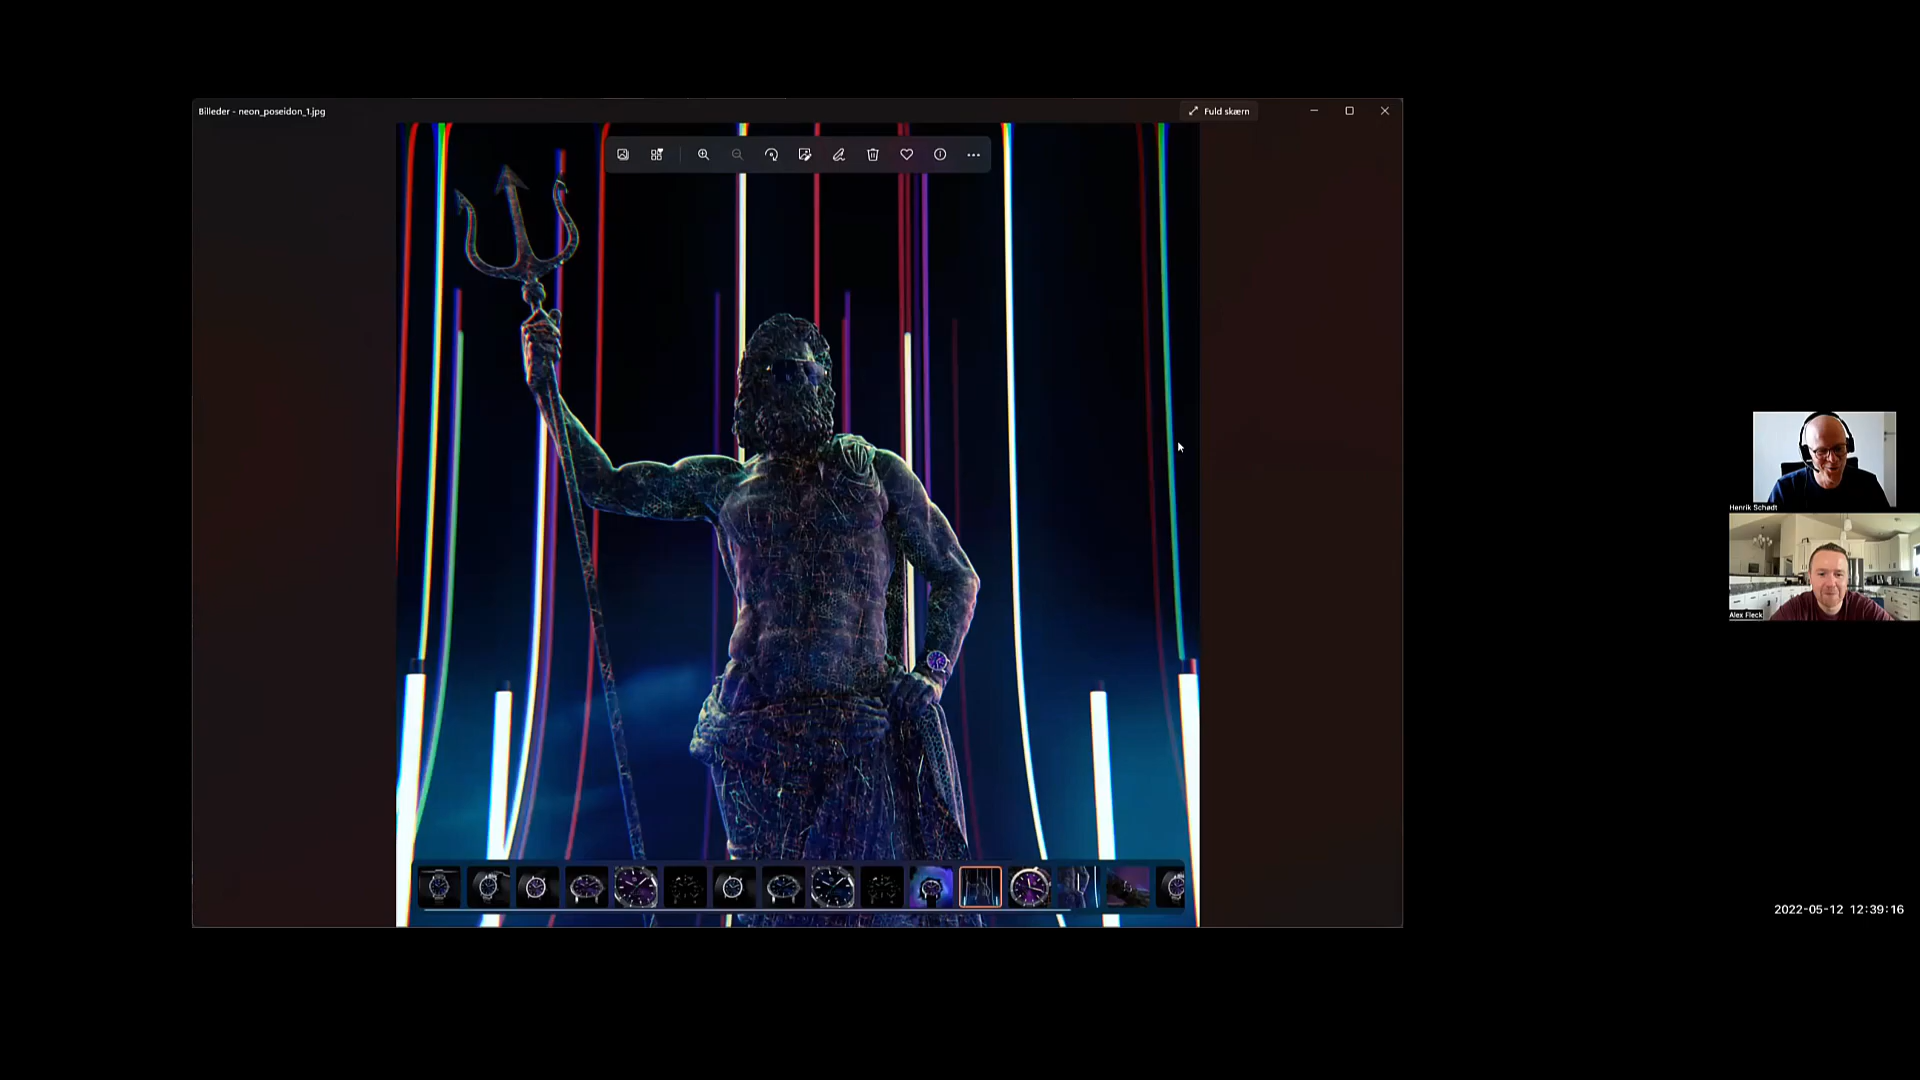 Billeder - neon_poseidon_1.jpg
Fuld skærm
Henrik Schødt
Alex Fleck
2022-05-12 12:39:16